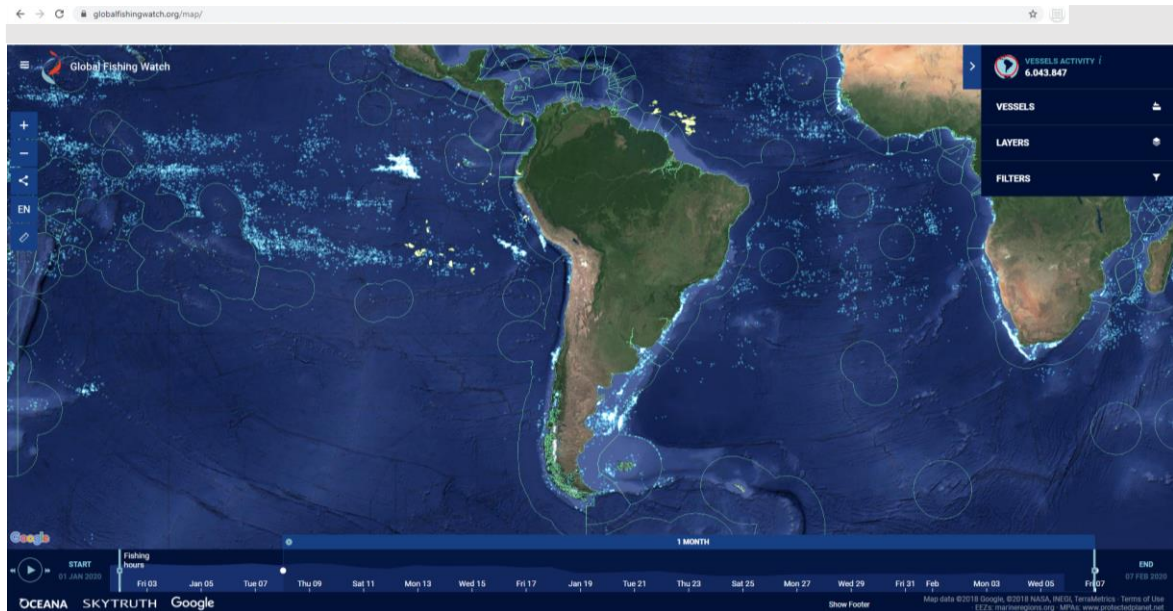 globalfishingwatch.org/map/
Global Fishing Watch
VESSELS ACTIVITY i
6.043.847
VESSELS
LAYERS
FILTERS
EN
Google
1 MONTH
START
01 JAN 2020
Fishing
hours
END
07 FEB 2020
Fri 03 Jan 05 Tue 07 Thu 09 Sat 11 Mon 13 Wed 15 Fri 17 Jan 19 Tue 21 Thu 23 Sat 25 Mon 27 Wed 29 Fri 31 Feb Mon 03 Wed 05 Fri 07
OCEANA SKYTRUTH Google
Show Footer
Map data ©2018 Google, ©2018 NASA, INEGI, TerraMetrics - Terms of Use
EEZs: marineregions.org - MPAs: www.protectedplanet.net